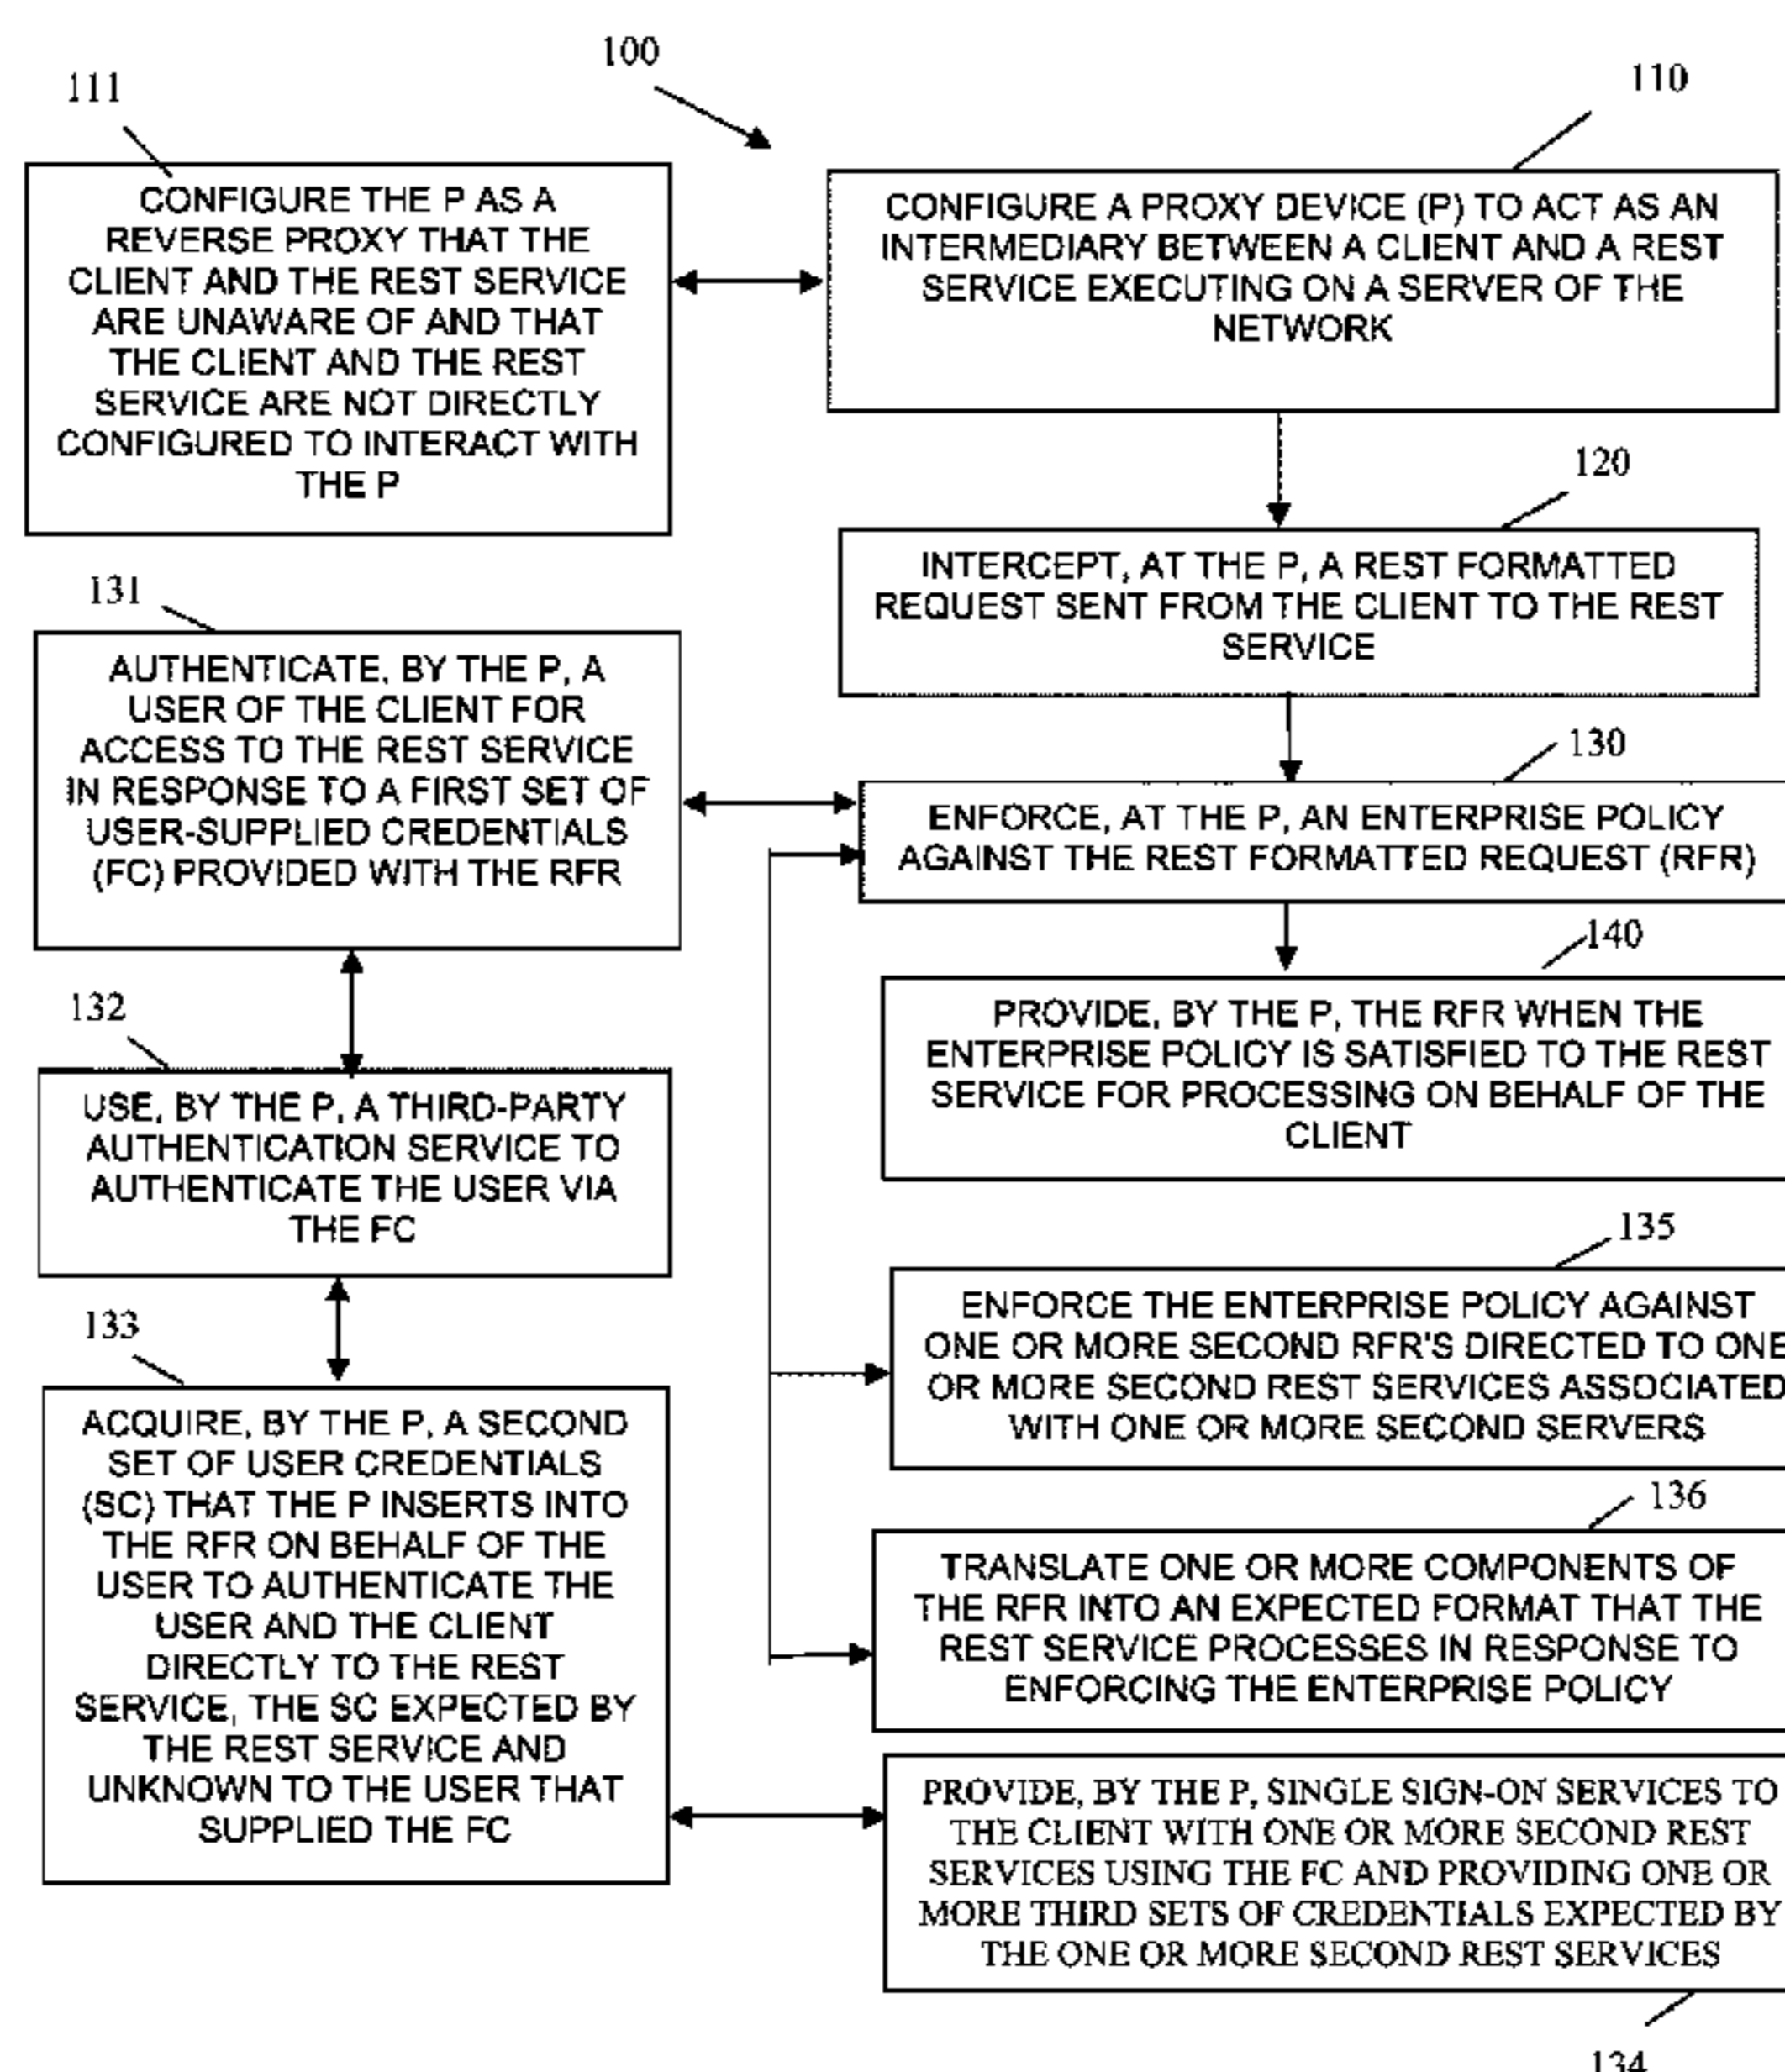 100
111
110
CONFIGURE THE P AS A
REVERSE PROXY THAT THE
CLIENT AND THE REST SERVICE
ARE UNAWARE OF AND THAT
THE CLIENT AND THE REST
SERVICE ARE NOT DIRECTLY
CONFIGURED TO INTERACT WITH
THE P
CONFIGURE A PROXY DEVICE (P) TO ACT AS AN
INTERMEDIARY BETWEEN A CLIENT AND A REST
SERVICE EXECUTING ON A SERVER OF THE
NETWORK
120
INTERCEPT, AT THE P, A REST FORMATTED
REQUEST SENT FROM THE CLIENT TO THE REST
SERVICE
131
AUTHENTICATE, BY THE P, A
USER OF THE CLIENT FOR
ACCESS TO THE REST SERVICE
IN RESPONSE TO A FIRST SET OF
USER-SUPPLIED CREDENTIALS
(FC) PROVIDED WITH THE RFR
130
ENFORCE, AT THE P, AN ENTERPRISE POLICY
AGAINST THE REST FORMATTED REQUEST (RFR)
140
PROVIDE, BY THE P, THE RFR WHEN THE
ENTERPRISE POLICY IS SATISFIED TO THE REST
SERVICE FOR PROCESSING ON BEHALF OF THE
CLIENT
132
USE, BY THE P, A THIRD-PARTY
AUTHENTICATION SERVICE TO
AUTHENTICATE THE USER VIA
THE FC
135
ENFORCE THE ENTERPRISE POLICY AGAINST
ONE OR MORE SECOND RFR'S DIRECTED TO ONE
OR MORE SECOND REST SERVICES ASSOCIATED
WITH ONE OR MORE SECOND SERVERS
133
ACQUIRE, BY THE P, A SECOND
SET OF USER CREDENTIALS
(SC) THAT THE P INSERTS INTO
THE RFR ON BEHALF OF THE
USER TO AUTHENTICATE THE
USER AND THE CLIENT
DIRECTLY TO THE REST
SERVICE, THE SC EXPECTED BY
THE REST SERVICE AND
UNKNOWN TO THE USER THAT
SUPPLIED THE FC
136
TRANSLATE ONE OR MORE COMPONENTS OF
THE RFR INTO AN EXPECTED FORMAT THAT THE
REST SERVICE PROCESSES IN RESPONSE TO
ENFORCING THE ENTERPRISE POLICY
PROVIDE, BY THE P, SINGLE SIGN-ON SERVICES TO
THE CLIENT WITH ONE OR MORE SECOND REST
SERVICES USING THE FC AND PROVIDING ONE OR
MORE THIRD SETS OF CREDENTIALS EXPECTED BY
THE ONE OR MORE SECOND REST SERVICES
134